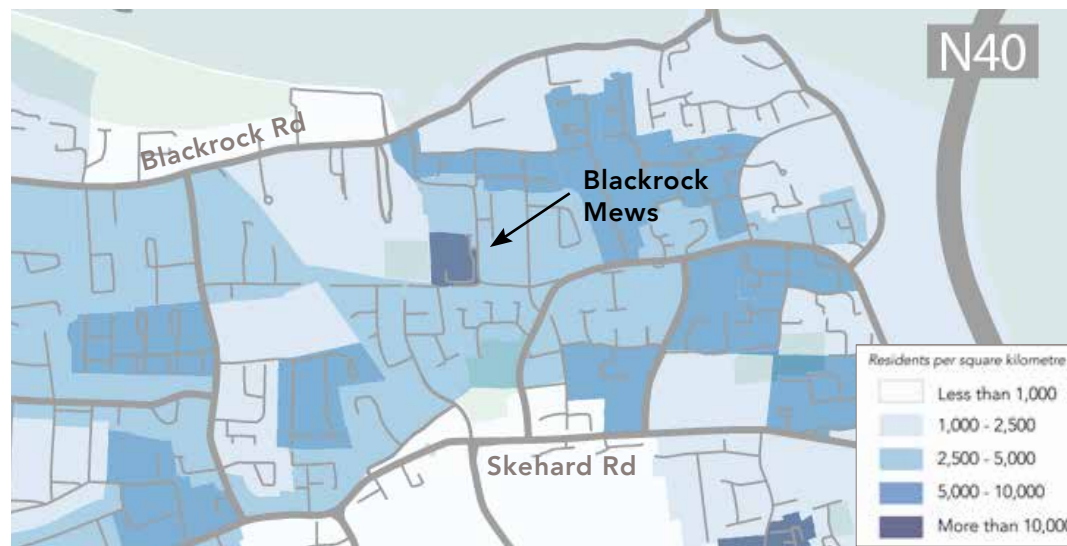 N40
Blackrock Rd
Blackrock
Mews
Skehard Rd
Residents per square kilometre
Less than 1,000
1,000 - 2,500
2,500 - 5,000
5,000 - 10,000
More than 10,000